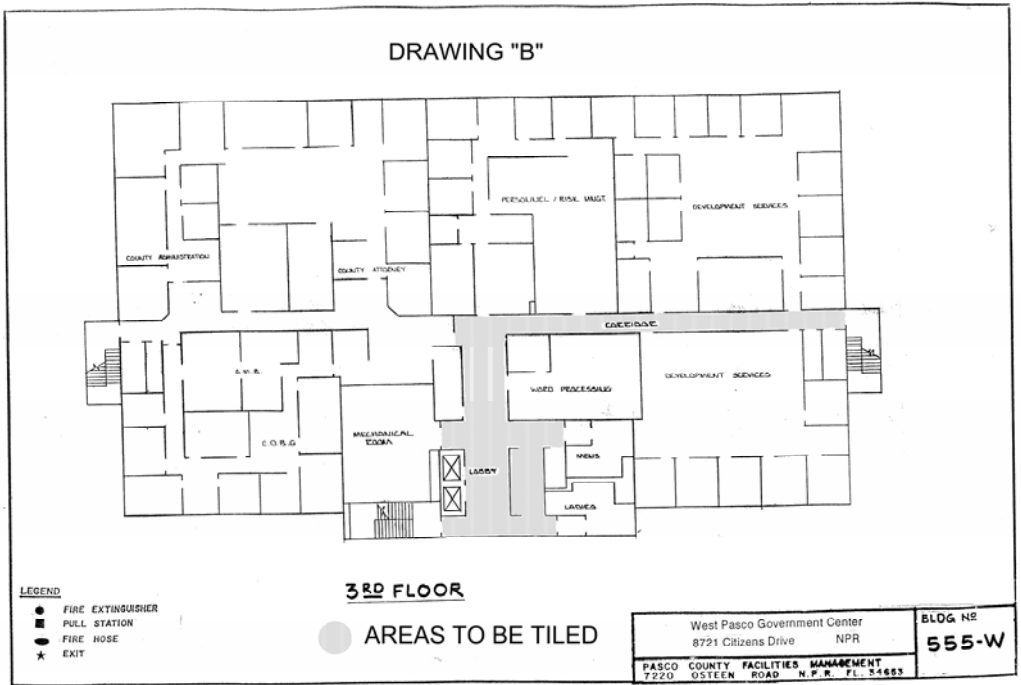 DRAWING "B"
PERSONNEL / RISK MNGT.
DEVELOPMENT SERVICES
COUNTY ADMINISTRATION
COUNTY ATTORNEY
CORRIDOR
O.M.B.
WORD PROCESSING
DEVELOPMENT SERVICES
MECHANICAL
ROOM
C.D.B.G
LOBBY
MENS
LADIES
3RD FLOOR
LEGEND
FIRE EXTINGUISHER
PULL STATION
FIRE HOSE
EXIT
AREAS TO BE TILED
West Pasco Government Center
8721 Citizens Drive NPR
BLDG NO
555-W
PASCO COUNTY FACILITIES MANAGEMENT
7220 OSTEEN ROAD N.P.R. FL. 34653